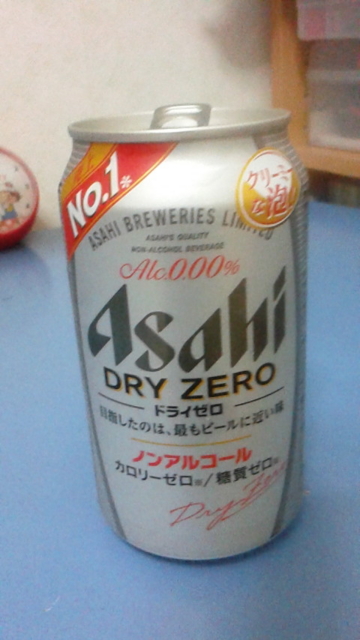 NO.1*
クリーミー
な泡
ASAHI BREWERIES LIMITED
ASAHI'S QUALITY
NON-ALCOHOL BEVERAGE
Alc.0.00%
Asahi
DRY ZERO
ドライゼロ
目指したのは、最もビールに近い味
ノンアルコール
カロリーゼロ※/糖質ゼロ※
Dry Zero